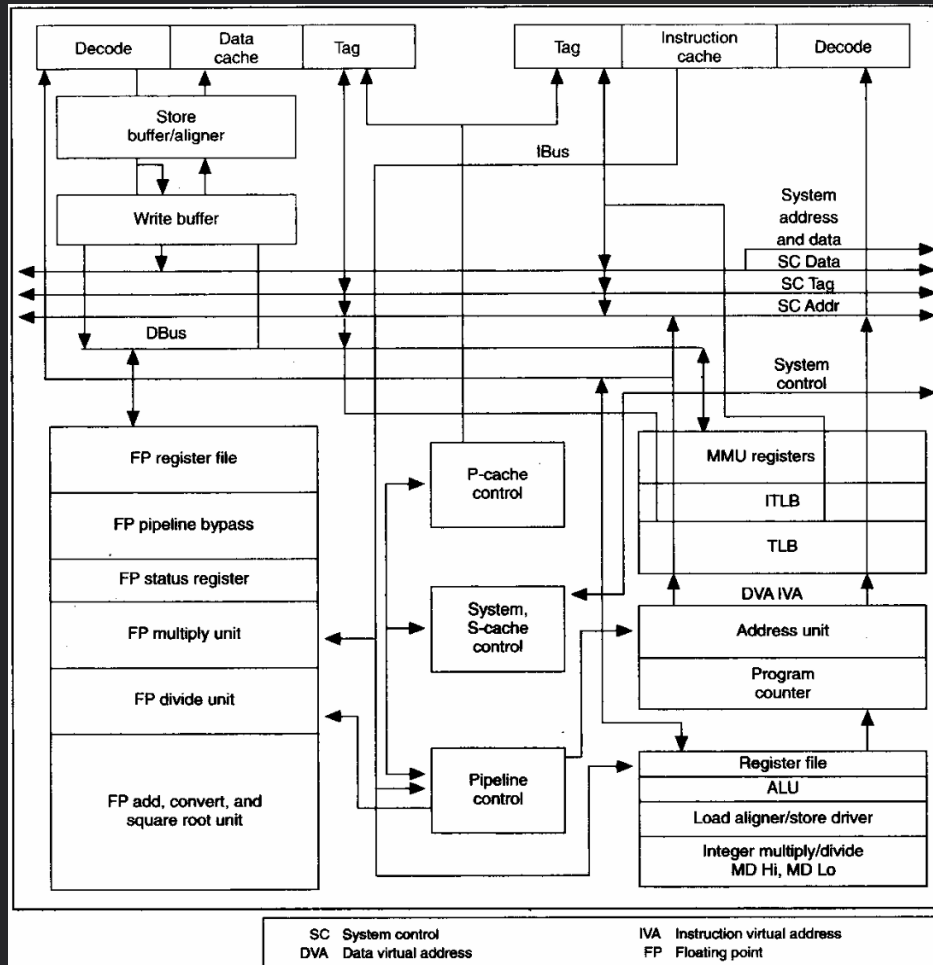 Decode
Data
cache
Tag
Tag
Instruction
cache
Decode
Store
buffer/aligner
IBus
Write buffer
System
address
and data
SC Data
SC Tag
SC Addr
DBus
System
control
FP register file
FP pipeline bypass
FP status register
FP multiply unit
FP divide unit
FP add, convert, and
square root unit
P-cache
control
System,
S-cache
control
Pipeline
control
MMU registers
ITLB
TLB
DVA IVA
Address unit
Program
counter
Register file
ALU
Load aligner/store driver
Integer multiply/divide
MD Hi, MD Lo
SC System control
IVA Instruction virtual address
DVA Data virtual address
FP Floating point